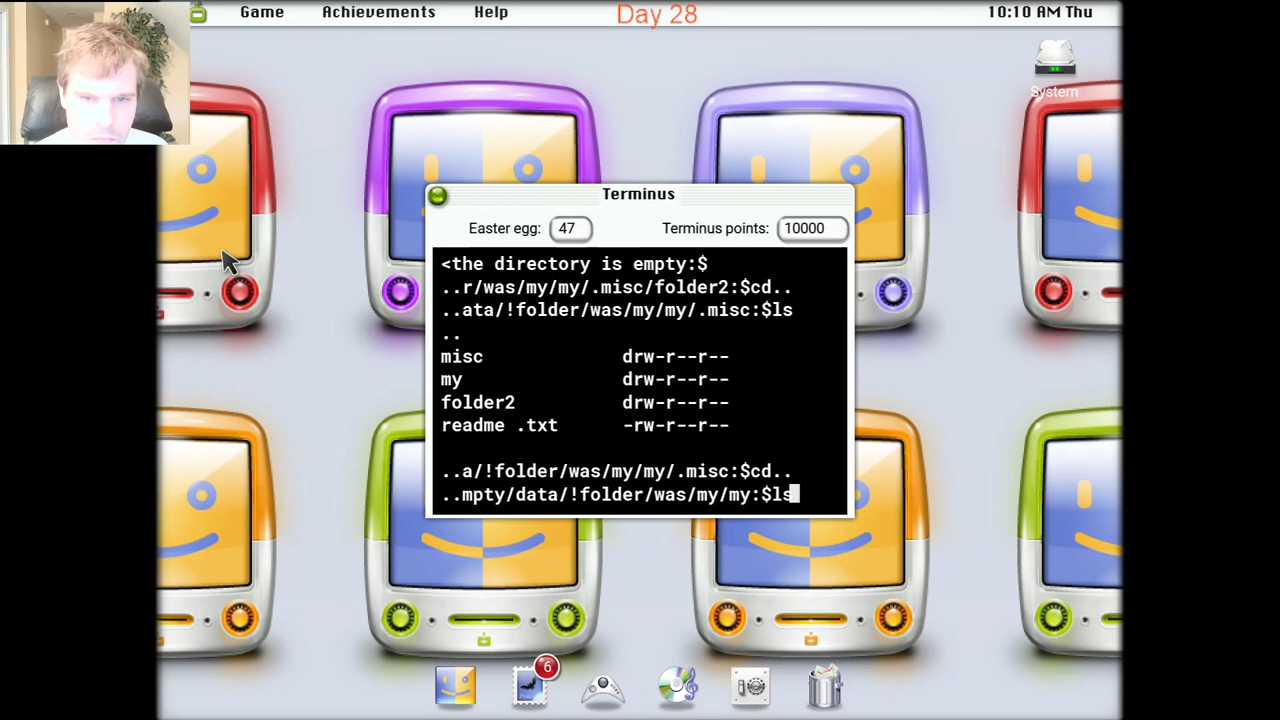 Game Achievements Help Day 28 10:10 AM Thu
System
Terminus
Easter egg: 47 Terminus points: 10000
<the directory is empty:$
..r/was/my/my/.misc/folder2:$cd..
..ata/!folder/was/my/my/.misc:$ls
..
misc drw-r--r--
my drw-r--r--
folder2 drw-r--r--
readme .txt -rw-r--r--
..a/!folder/was/my/my/.misc:$cd..
..mpty/data/!folder/was/my/my:$ls
6